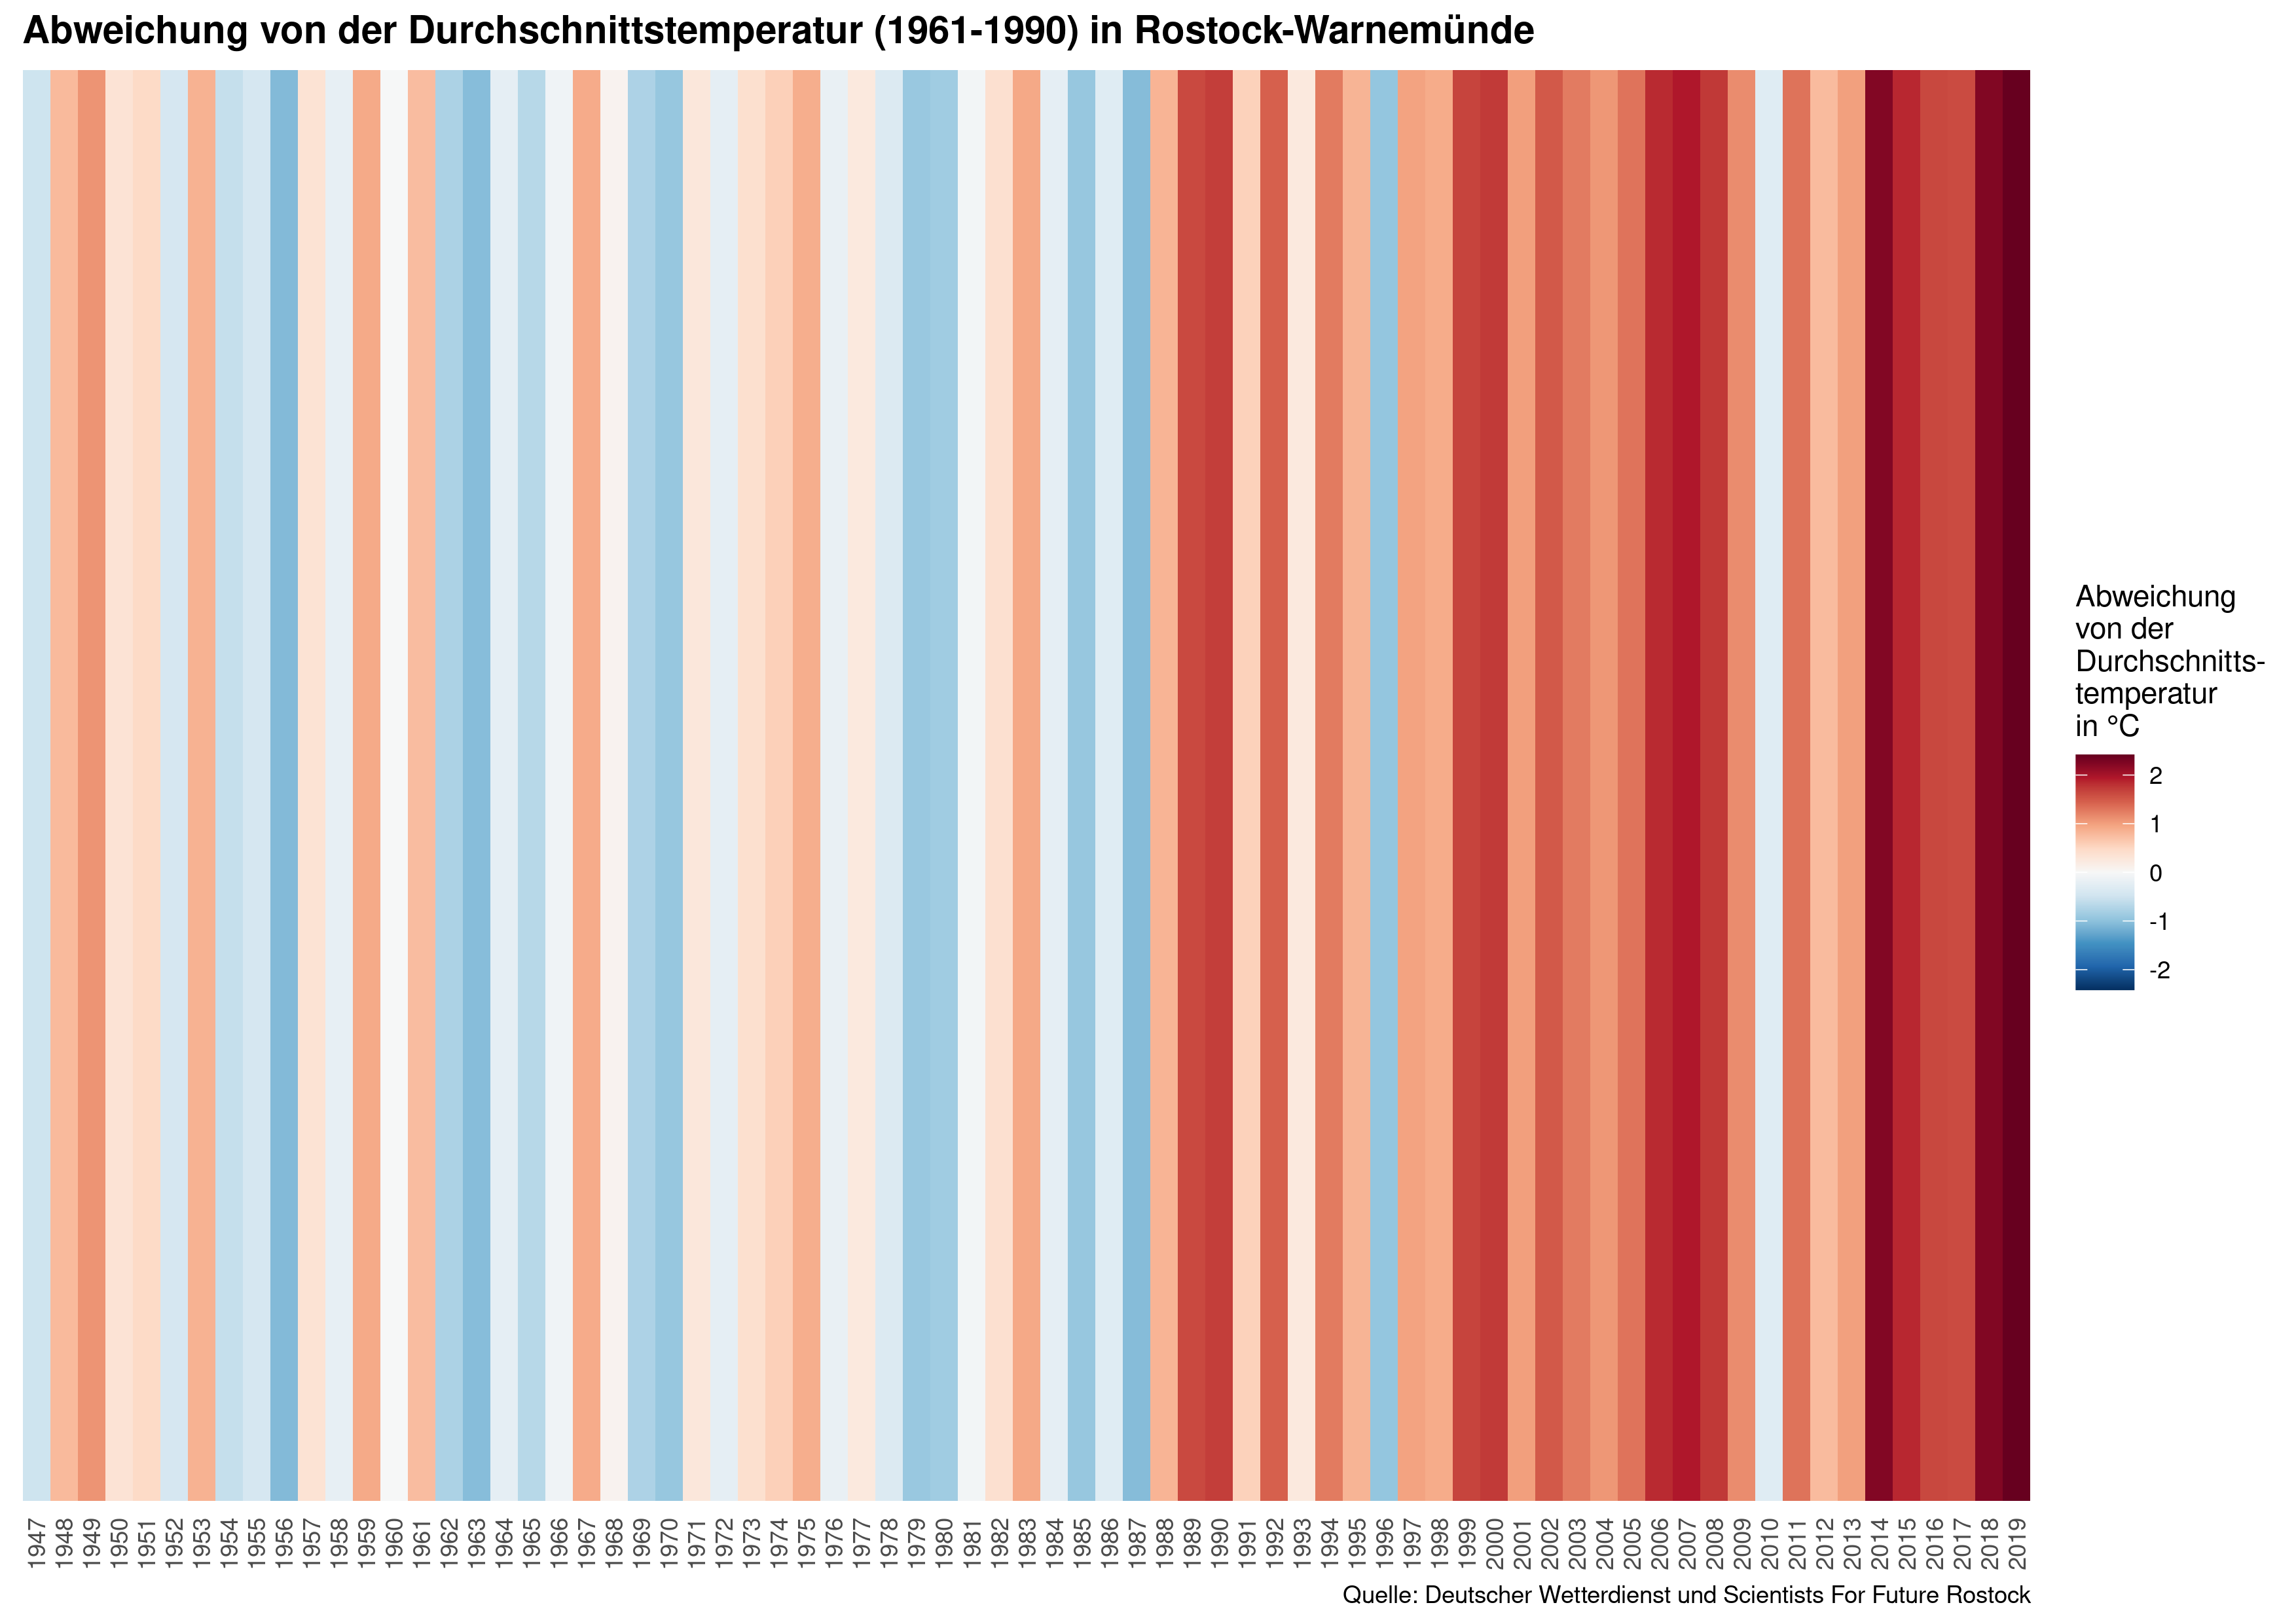 Abweichung von der Durchschnittstemperatur (1961-1990) in Rostock-Warnemünde
Abweichung
von der
Durchschnitts-
temperatur
in °C
2
1
0
-1
-2
1947 1948 1949 1950 1951 1952 1953 1954 1955 1956 1957 1958 1959 1960 1961 1962 1963 1964 1965 1966 1967 1968 1969 1970 1971 1972 1973 1974 1975 1976 1977 1978 1979 1980 1981 1982 1983 1984 1985 1986 1987 1988 1989 1990 1991 1992 1993 1994 1995 1996 1997 1998 1999 2000 2001 2002 2003 2004 2005 2006 2007 2008 2009 2010 2011 2012 2013 2014 2015 2016 2017 2018 2019
Quelle: Deutscher Wetterdienst und Scientists For Future Rostock